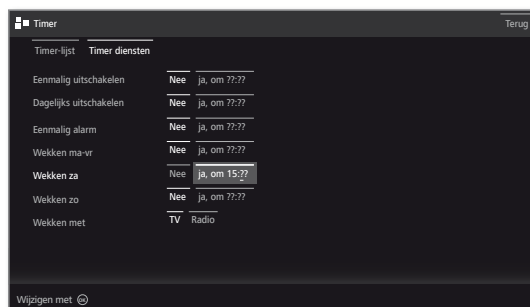 Timer Terug
Timer-lijst Timer diensten
Eenmalig uitschakelen Nee ja, om ??:??
Dagelijks uitschakelen Nee ja, om ??:??
Eenmalig alarm Nee ja, om ??:??
Wekken ma-vr Nee ja, om ??:??
Wekken za Nee ja, om 15:??
Wekken zo Nee ja, om ??:??
Wekken met TV Radio
Wijzigen met OK